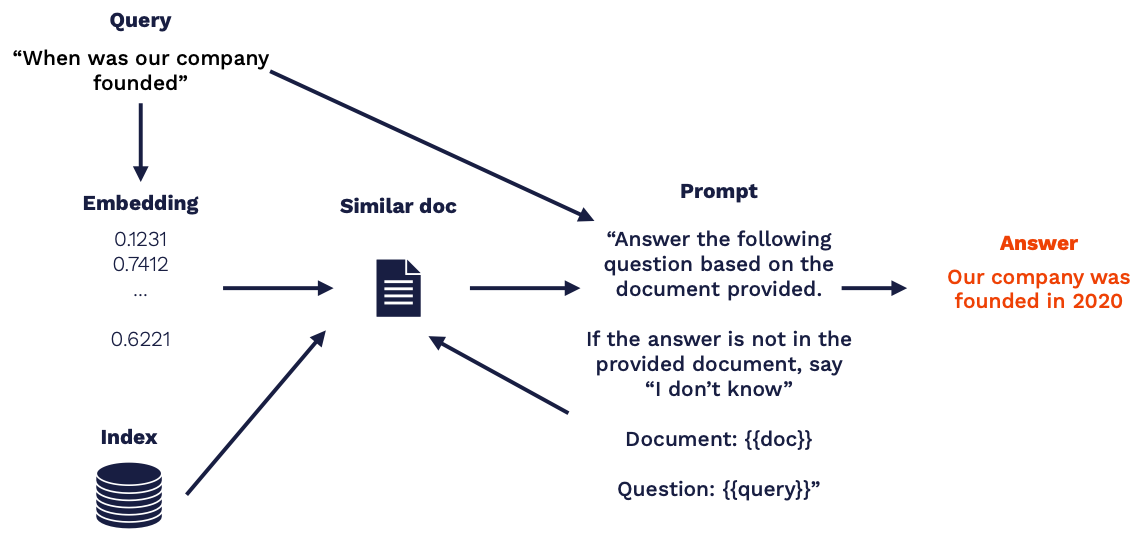 Query
“When was our company
founded”
Embedding
0.1231
0.7412
...
0.6221
Index
Similar doc
Prompt
“Answer the following
question based on the
document provided.
If the answer is not in the
provided document, say
“I don’t know”
Document: {{doc}}
Question: {{query}}”
Answer
Our company was
founded in 2020